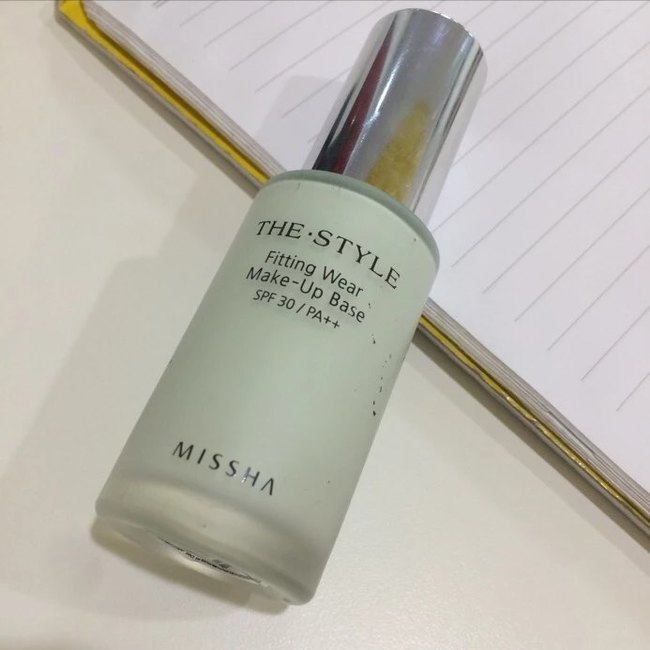 THE·STYLE
Fitting Wear
Make-Up Base
SPF 30 / PA++
MISSHA